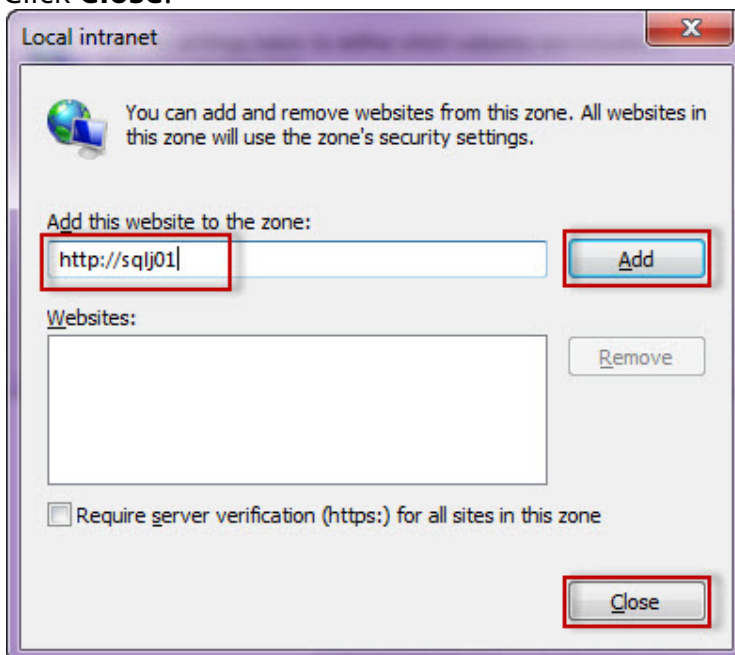 Click Close.
Local intranet
You can add and remove websites from this zone. All websites in
this zone will use the zone's security settings.
Add this website to the zone:
http://sqlj01
Add
Websites:
Remove
Require server verification (https:) for all sites in this zone
Close